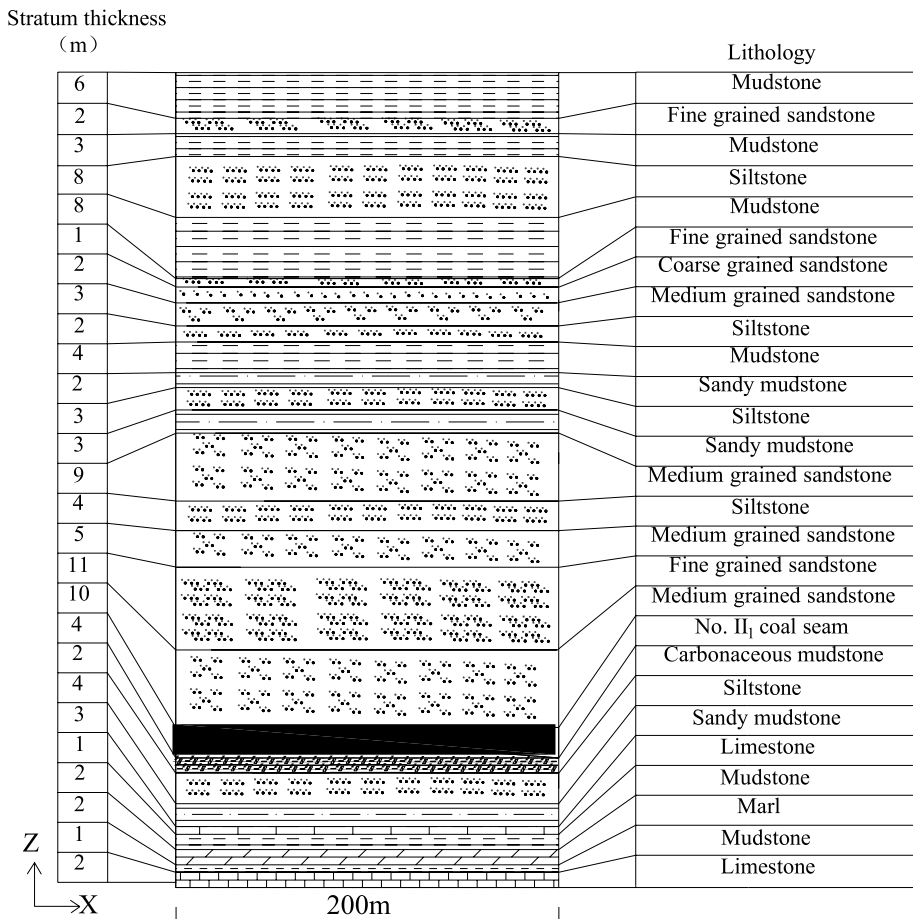 Stratum thickness
（m）
Lithology
6 Mudstone
2 Fine grained sandstone
3 Mudstone
8 Siltstone
8 Mudstone
1 Fine grained sandstone
2 Coarse grained sandstone
3 Medium grained sandstone
2 Siltstone
4 Mudstone
2 Sandy mudstone
3 Siltstone
3 Sandy mudstone
9 Medium grained sandstone
4 Siltstone
5 Medium grained sandstone
11 Fine grained sandstone
10 Medium grained sandstone
4 No. II₁ coal seam
2 Carbonaceous mudstone
4 Siltstone
3 Sandy mudstone
1 Limestone
2 Mudstone
2 Marl
1 Mudstone
2 Limestone
Z
X
200m